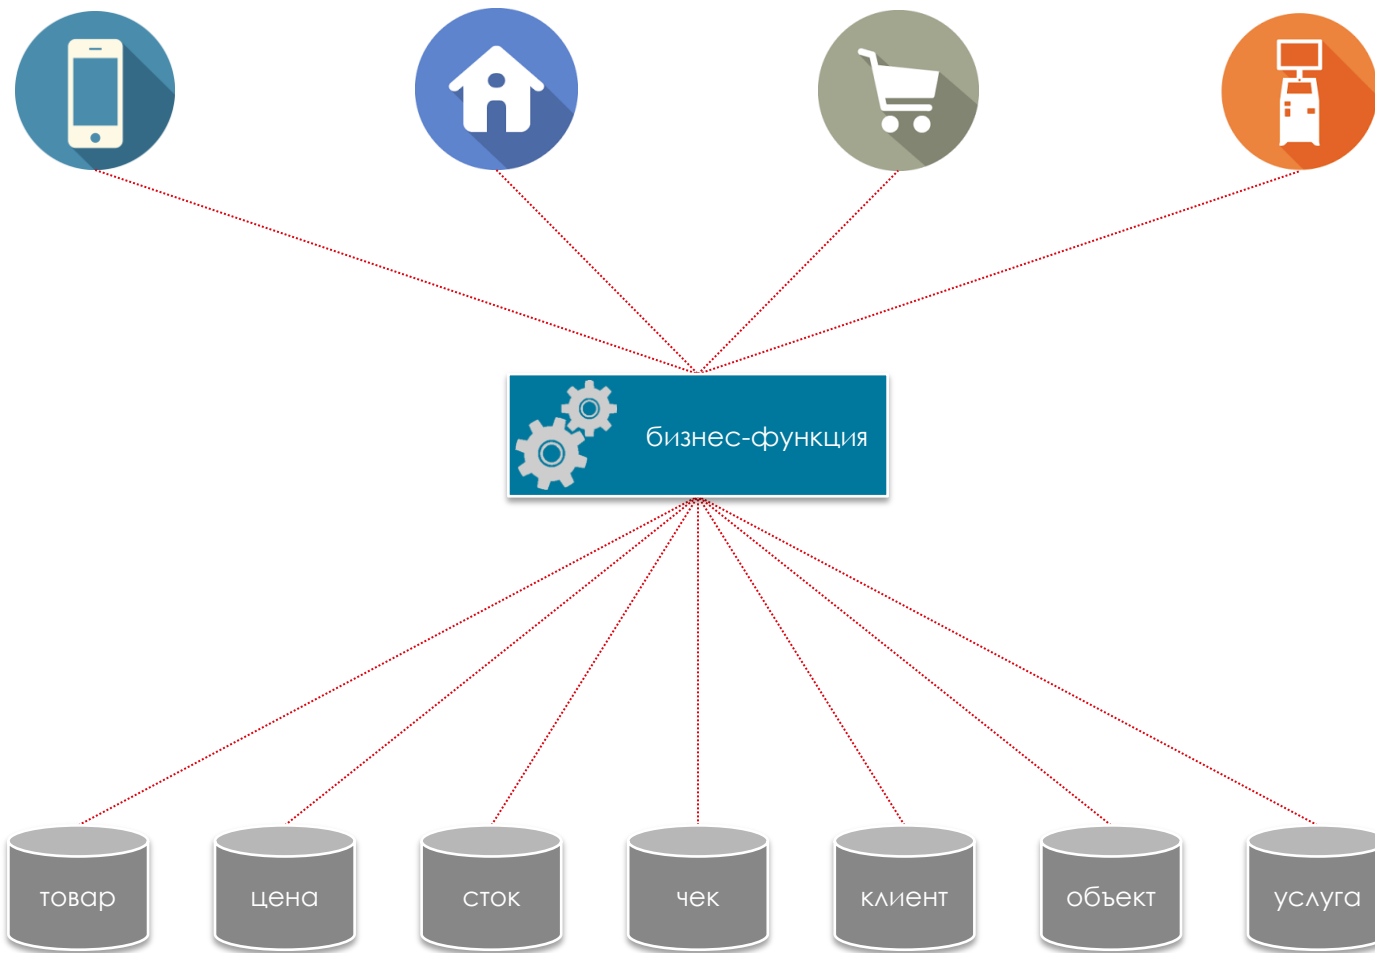 бизнес-функция
товар
цена
сток
чек
клиент
объект
услуга